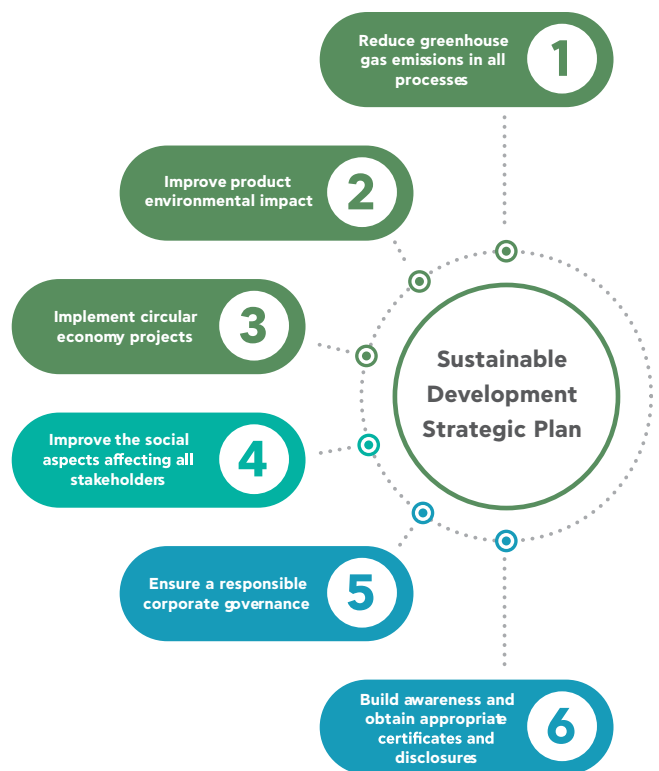 Reduce greenhouse
gas emissions in all
processes
1
Improve product
environmental impact
2
Implement circular
economy projects
3
Improve the social
aspects affecting all
stakeholders
4
Ensure a responsible
corporate governance
5
Build awareness and
obtain appropriate
certificates and
disclosures
6
Sustainable
Development
Strategic Plan